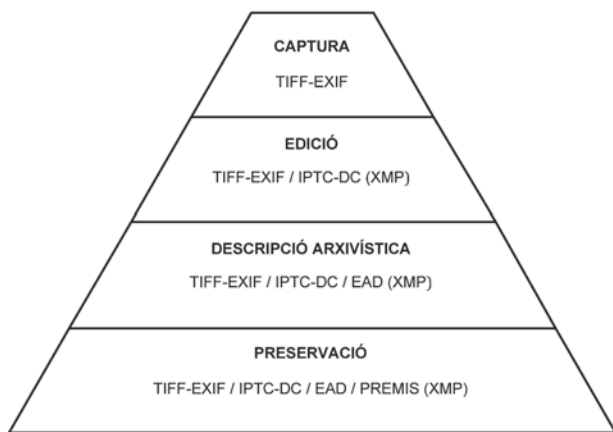 CAPTURA
TIFF-EXIF
EDICIÓ
TIFF-EXIF / IPTC-DC (XMP)
DESCRIPCIÓ ARXIVÍSTICA
TIFF-EXIF / IPTC-DC / EAD (XMP)
PRESERVACIÓ
TIFF-EXIF / IPTC-DC / EAD / PREMIS (XMP)